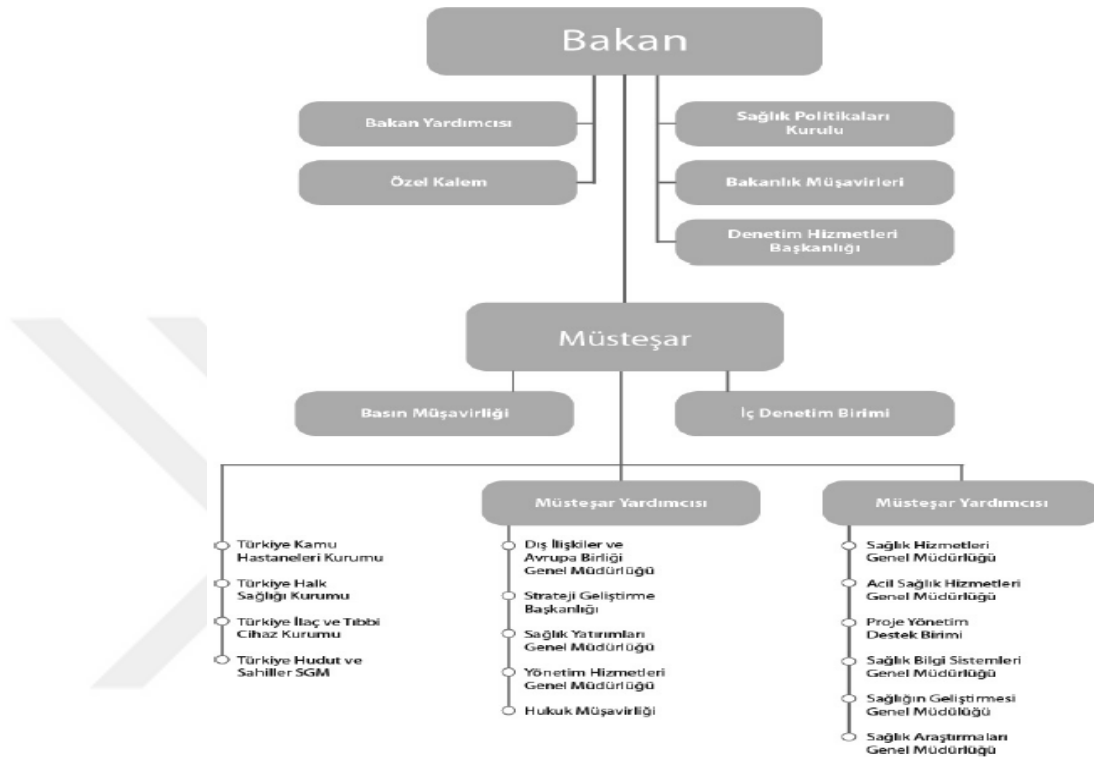 Bakan
Bakan Yardımcısı
Sağlık Politikaları
Kurulu
Özel Kalem
Bakanlık Müşavirleri
Denetim Hizmetleri
Başkanlığı
Müsteşar
Basın Müşavirliği
İç Denetim Birimi
Türkiye Kamu
Hastaneleri Kurumu
Türkiye Halk
Sağlığı Kurumu
Türkiye İlaç ve Tıbbi
Cihaz Kurumu
Türkiye Hudut ve
Sahiller SGM
Müsteşar Yardımcısı
Dış İlişkiler ve
Avrupa Birliği
Genel Müdürlüğü
Strateji Geliştirme
Başkanlığı
Sağlık Yatırımları
Genel Müdürlüğü
Yönetim Hizmetleri
Genel Müdürlüğü
Hukuk Müşavirliği
Müsteşar Yardımcısı
Sağlık Hizmetleri
Genel Müdürlüğü
Acil Sağlık Hizmetleri
Genel Müdürlüğü
Proje Yönetim
Destek Birimi
Sağlık Bilgi Sistemleri
Genel Müdürlüğü
Sağlığın Geliştirmesi
Genel Müdülüğü
Sağlık Araştırmaları
Genel Müdürlüğü